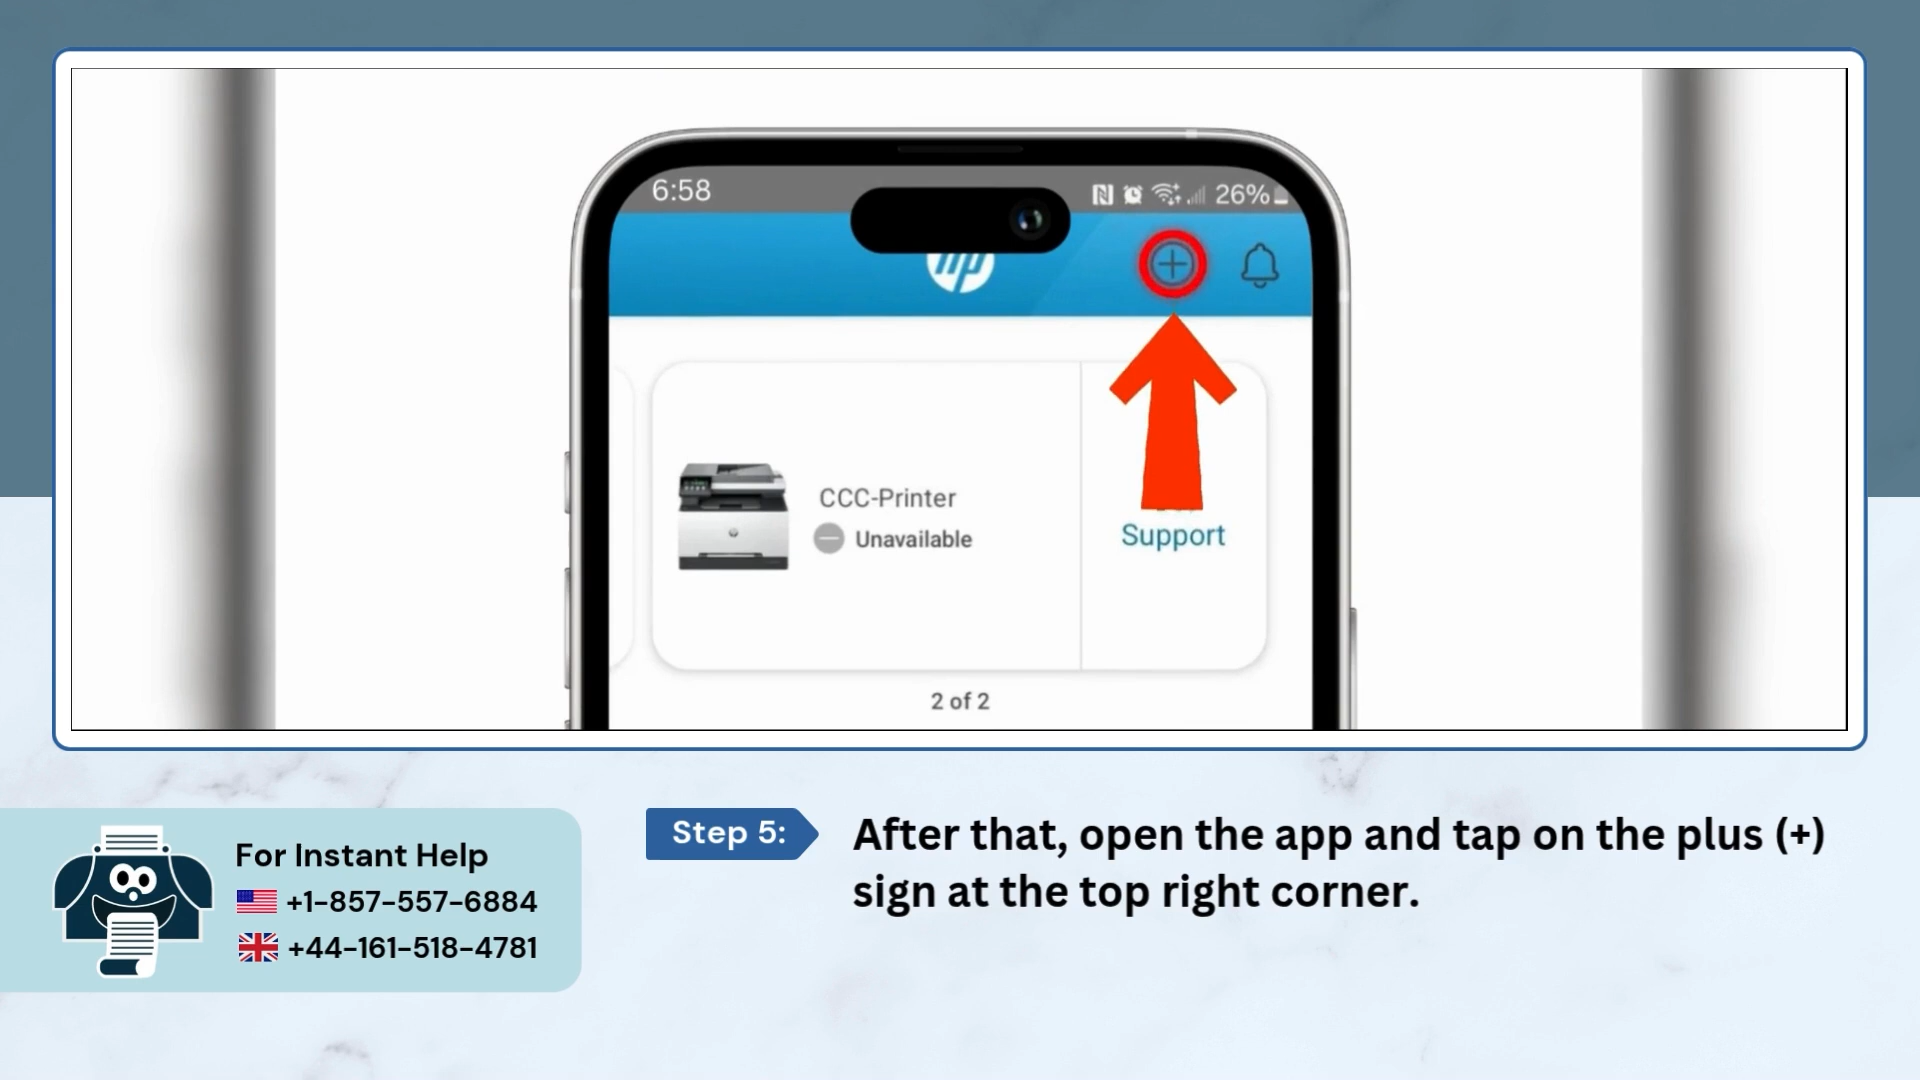 6:58
26%
hp
CCC-Printer
Unavailable
Support
2 of 2
For Instant Help
+1-857-557-6884
+44-161-518-4781
Step 5:
After that, open the app and tap on the plus (+)
sign at the top right corner.